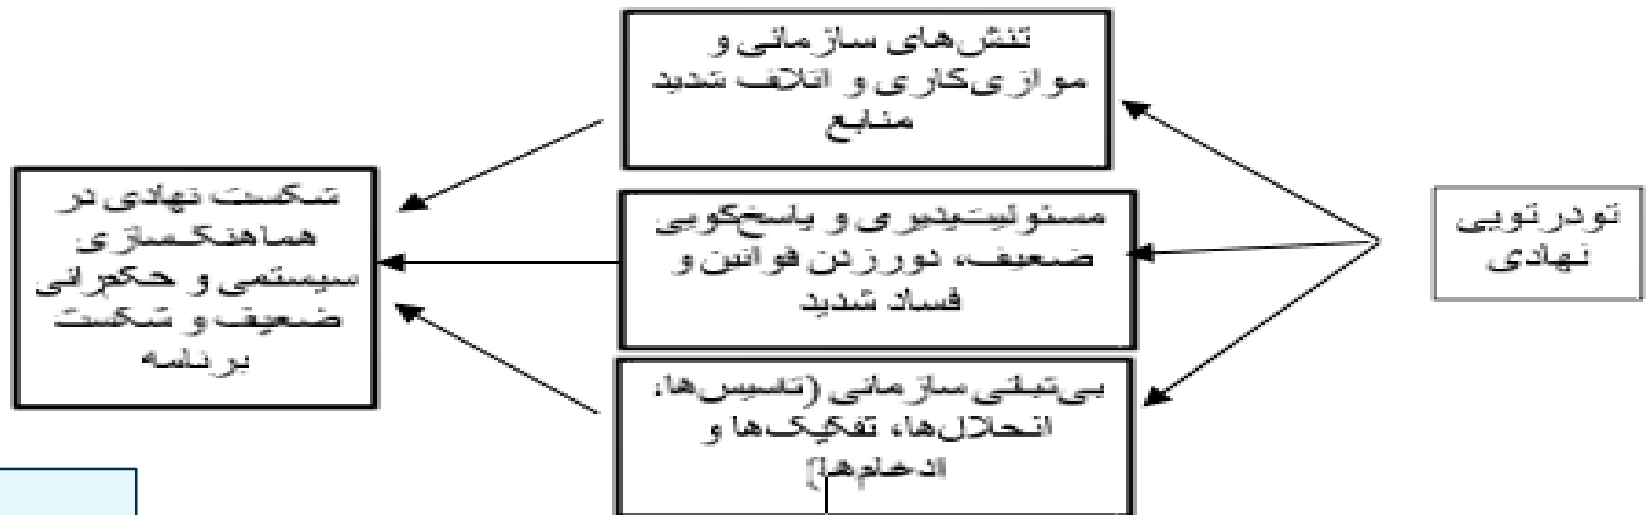 تودرتویی
نهادی
تنش‌های سازمانی و
موازی‌کاری و اتلاف شدید
منابع
مسئولیت‌پذیری و پاسخ‌گویی
ضعیف، دور زدن قوانین و
فساد شدید
بی‌ثباتی سازمانی (تاسیس‌ها،
انحلال‌ها، تفکیک‌ها و
ادغام‌ها)
شکست نهادی در
هماهنگ‌سازی
سیستمی و حکمرانی
ضعیف و شکست
برنامه